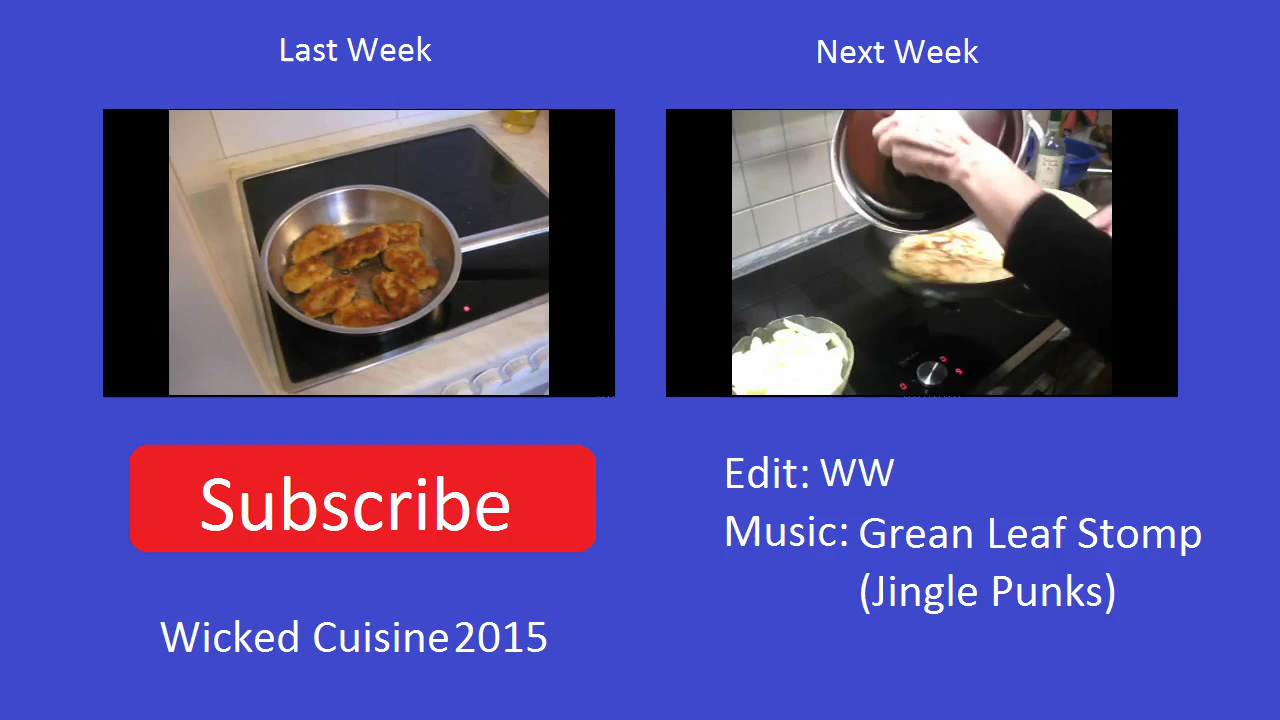 Last Week
Next Week
Subscribe
Wicked Cuisine 2015
Edit: WW
Music: Grean Leaf Stomp
(Jingle Punks)